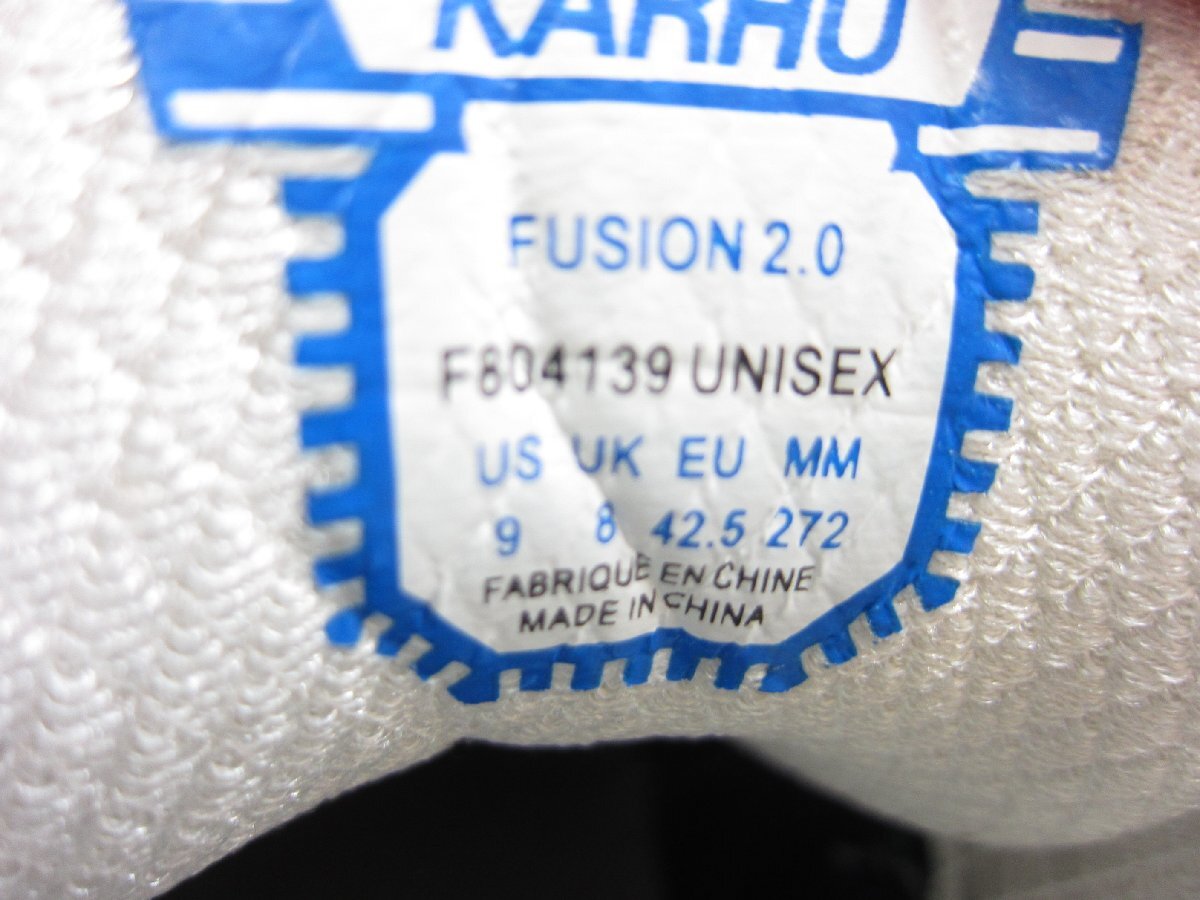 KARHU
FUSION 2.0
F804139 UNISEX
US UK EU MM
9 8 42.5 272
FABRIQUE EN CHINE
MADE IN CHINA